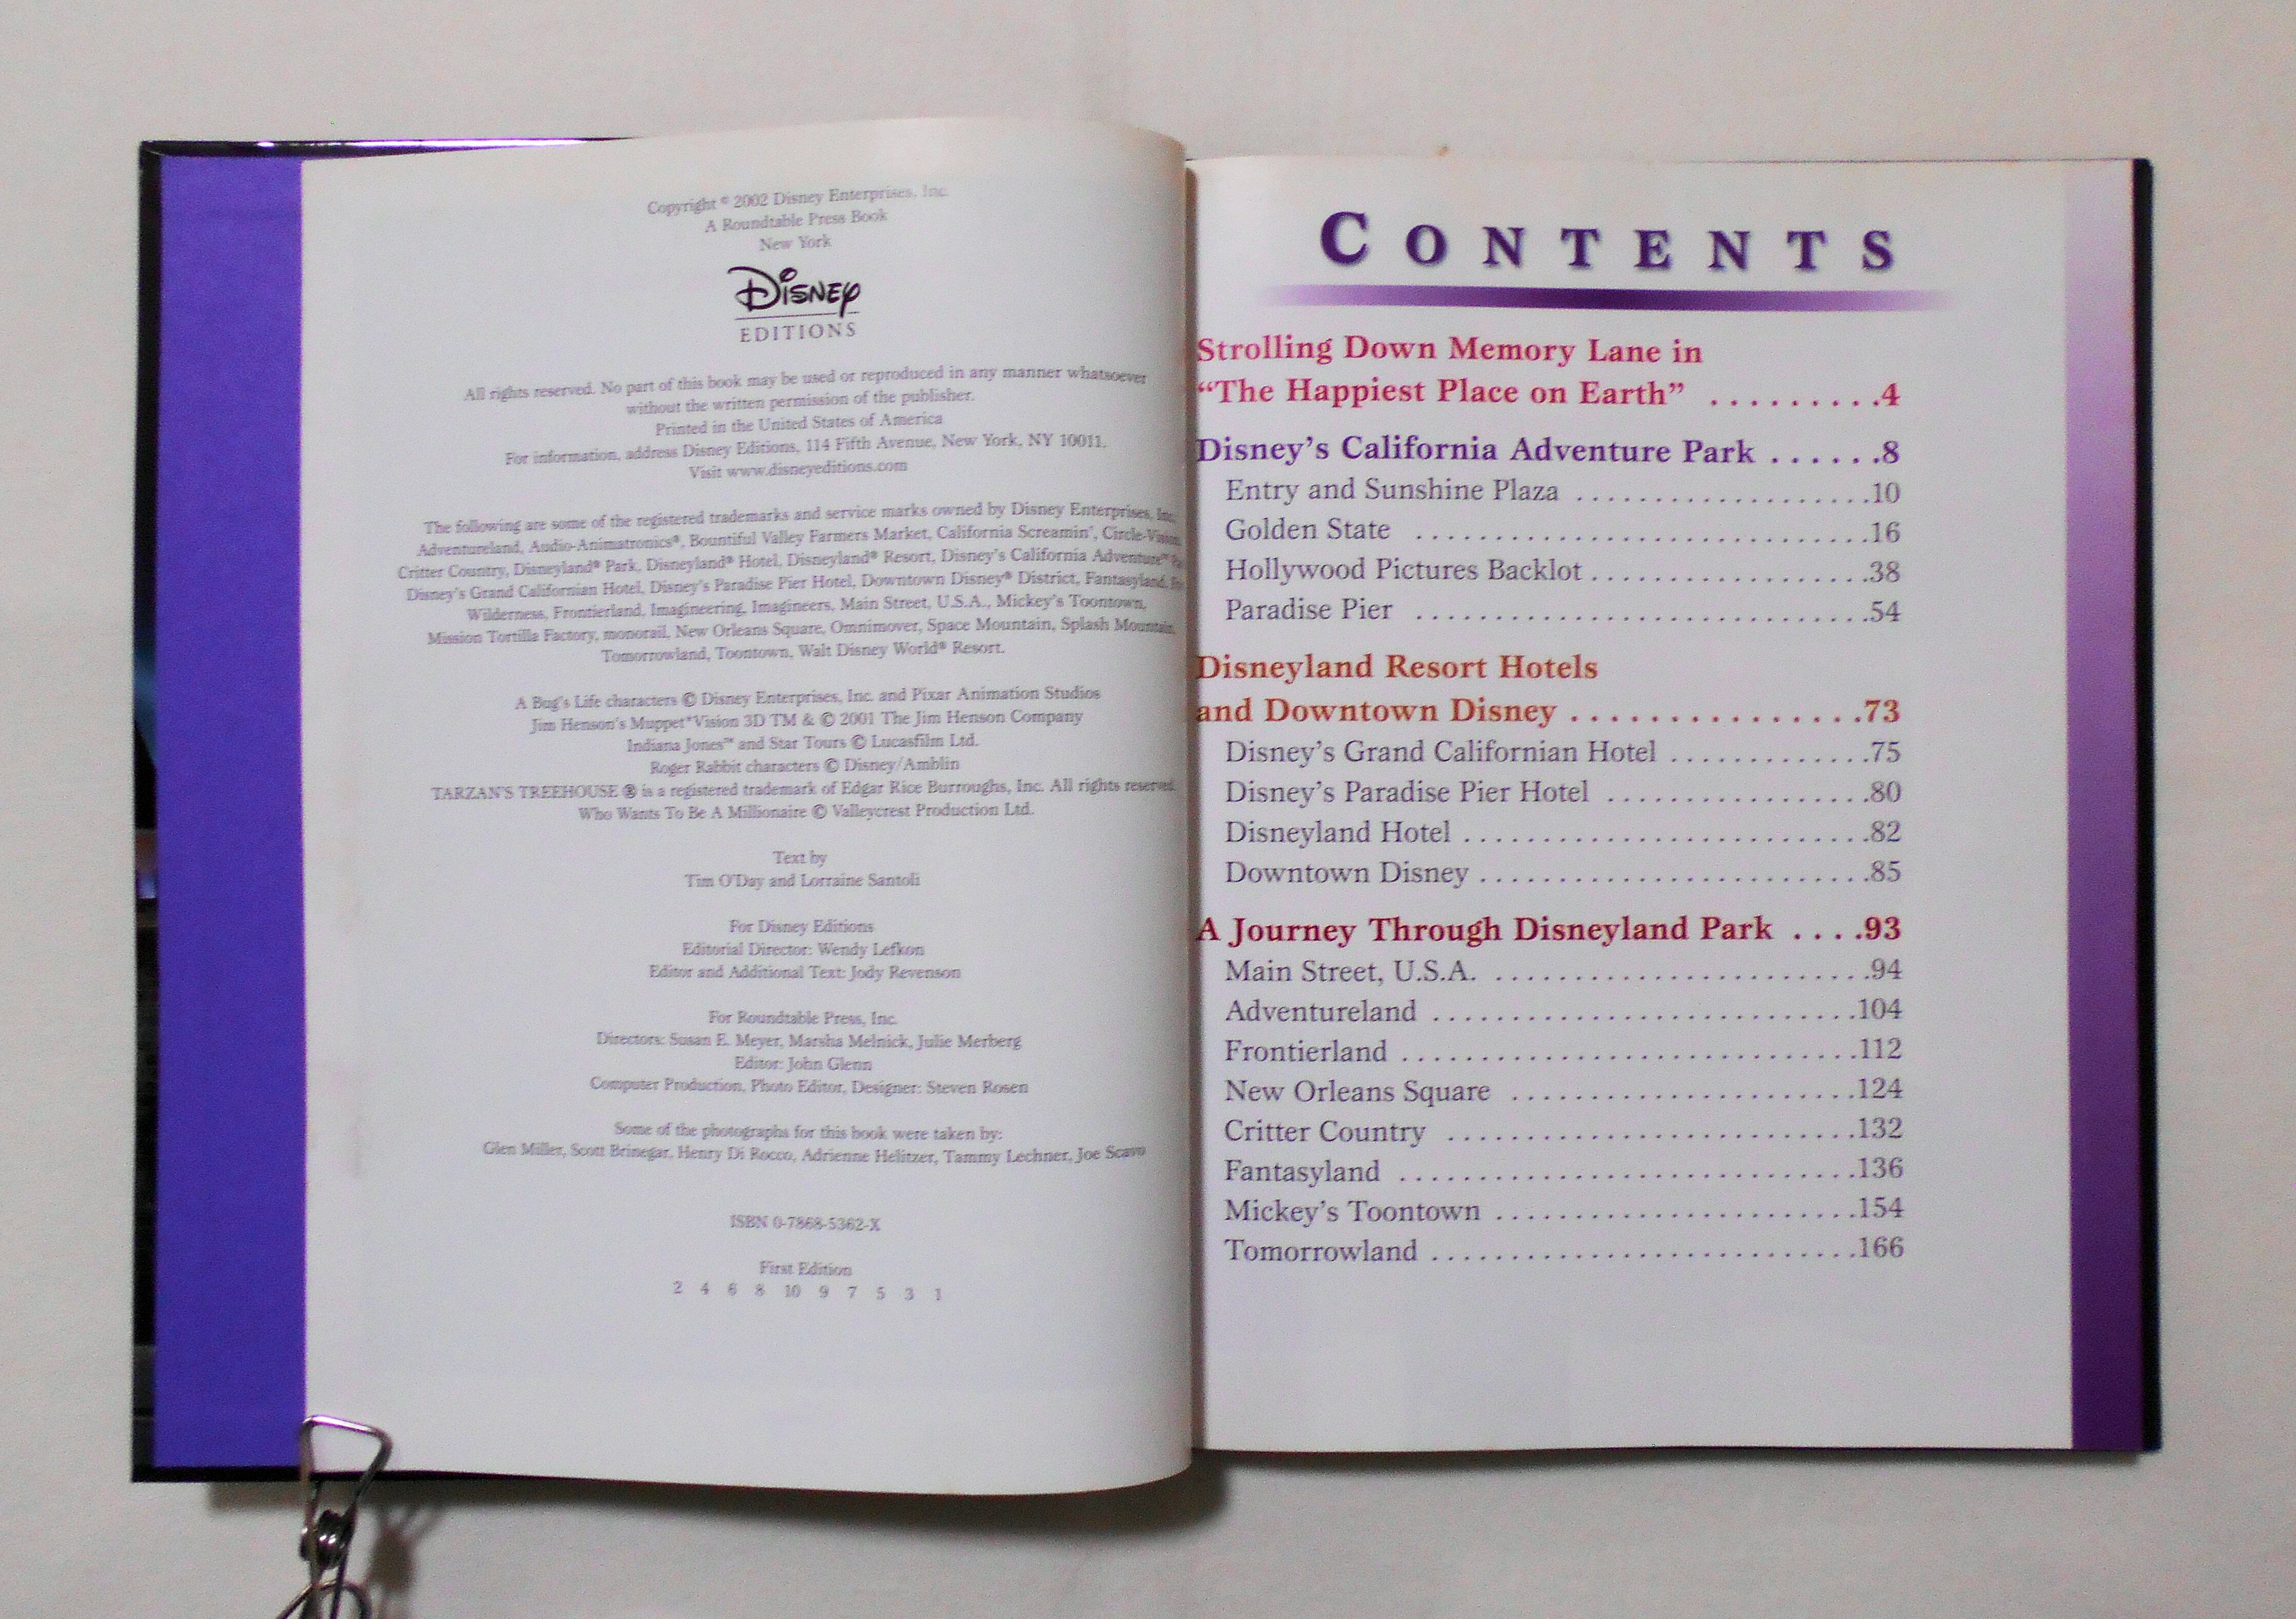 Copyright © 2002 Disney Enterprises, Inc.
A Roundtable Press Book
New York
Disney
EDITIONS
All rights reserved. No part of this book may be used or reproduced in any manner whatsoever
without the written permission of the publisher.
Printed in the United States of America
For information, address Disney Editions, 114 Fifth Avenue, New York, NY 10011.
Visit www.disneyeditions.com
The following are some of the registered trademarks and service marks owned by Disney Enterprises, Inc.
Adventureland, Audio-Animatronics®, Bountiful Valley Farmers Market, California Screamin', Circle-Vision,
Critter Country, Disneyland® Park, Disneyland® Hotel, Disneyland® Resort, Disney's California Adventure™
Disney's Grand Californian Hotel, Disney's Paradise Pier Hotel, Downtown Disney® District, Fantasyland,
Wilderness, Frontierland, Imagineering, Imagineers, Main Street, U.S.A., Mickey's Toontown,
Mission Tortilla Factory, monorail, New Orleans Square, Omnimover, Space Mountain, Splash Mountain,
Tomorrowland, Toontown, Walt Disney World® Resort.
A Bug's Life characters © Disney Enterprises, Inc. and Pixar Animation Studios
Jim Henson's Muppet*Vision 3D TM & © 2001 The Jim Henson Company
Indiana Jones™ and Star Tours © Lucasfilm Ltd.
Roger Rabbit characters © Disney/Amblin
TARZAN'S TREEHOUSE ® is a registered trademark of Edgar Rice Burroughs, Inc. All rights reserved.
Who Wants To Be A Millionaire © Valleycrest Production Ltd.
Text by
Tim O'Day and Lorraine Santoli
For Disney Editions
Editorial Director: Wendy Lefkon
Editor and Additional Text: Jody Revenson
For Roundtable Press, Inc.
Directors: Susan E. Meyer, Marsha Melnick, Julie Merberg
Editor: John Glenn
Computer Production, Photo Editor, Designer: Steven Rosen
Some of the photographs for this book were taken by:
Glen Miller, Scott Brinegar, Henry Di Rocco, Adrienne Helitzer, Tammy Lechner, Joe Scavo
ISBN 0-7868-5362-X
First Edition
2 4 6 8 10 9 7 5 3 1
CONTENTS
Strolling Down Memory Lane in
“The Happiest Place on Earth” .........4
Disney’s California Adventure Park ......8
Entry and Sunshine Plaza ...................10
Golden State .............................16
Hollywood Pictures Backlot ..................38
Paradise Pier .............................54
Disneyland Resort Hotels
and Downtown Disney ...............73
Disney’s Grand Californian Hotel .............75
Disney’s Paradise Pier Hotel .................80
Disneyland Hotel ..........................82
Downtown Disney .........................85
A Journey Through Disneyland Park ....93
Main Street, U.S.A. ........................94
Adventureland ...........................104
Frontierland .............................112
New Orleans Square ......................124
Critter Country ..........................132
Fantasyland .............................136
Mickey’s Toontown .......................154
Tomorrowland ...........................166